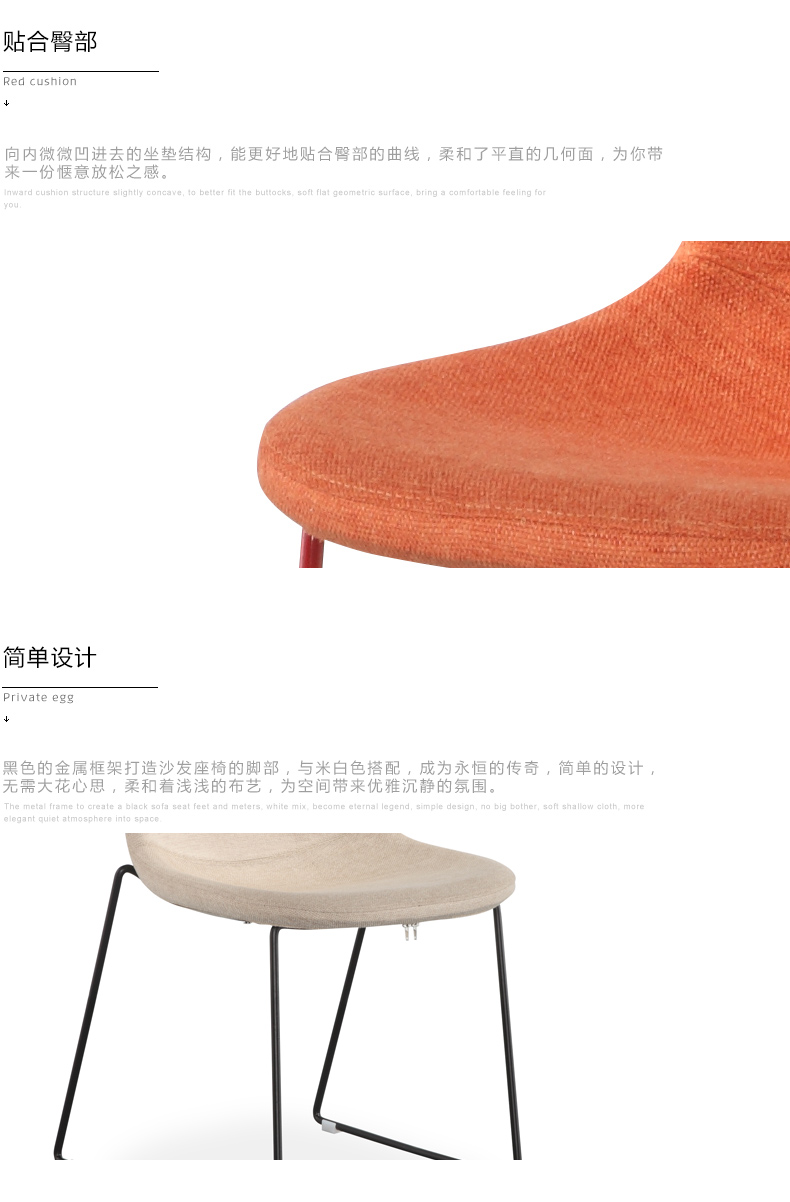 贴合臀部
Red cushion
↓
向内微微凹进去的坐垫结构，能更好地贴合臀部的曲线，柔和了平直的几何面，为你带
来一份惬意放松之感。
Inward cushion structure slightly concave, to better fit the buttocks, soft flat geometric surface, bring a comfortable feeling for
you.
简单设计
Private egg
↓
黑色的金属框架打造沙发座椅的脚部，与米白色搭配，成为永恒的传奇，简单的设计，
无需大花心思，柔和着浅浅的布艺，为空间带来优雅沉静的氛围。
The metal frame to create a black sofa seat feet and meters, white mix, become eternal legend, simple design, no big bother, soft shallow cloth, more
elegant quiet atmosphere into space.